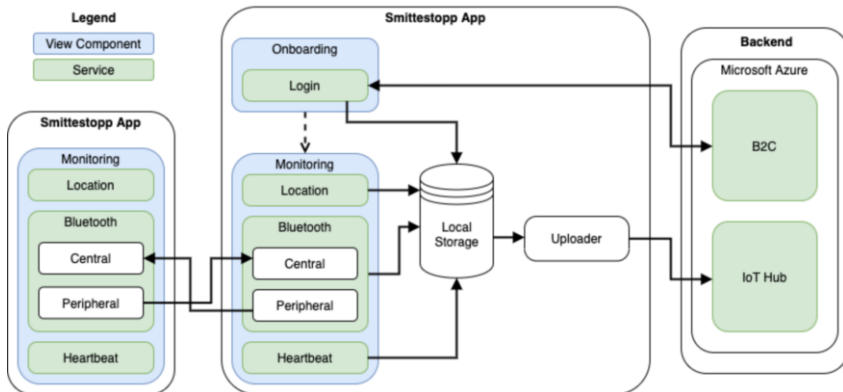 Legend
View Component
Service
Smittestopp App
Monitoring
Location
Bluetooth
Central
Peripheral
Heartbeat
Smittestopp App
Onboarding
Login
Monitoring
Location
Bluetooth
Central
Peripheral
Heartbeat
Local
Storage
Uploader
Backend
Microsoft Azure
B2C
IoT Hub